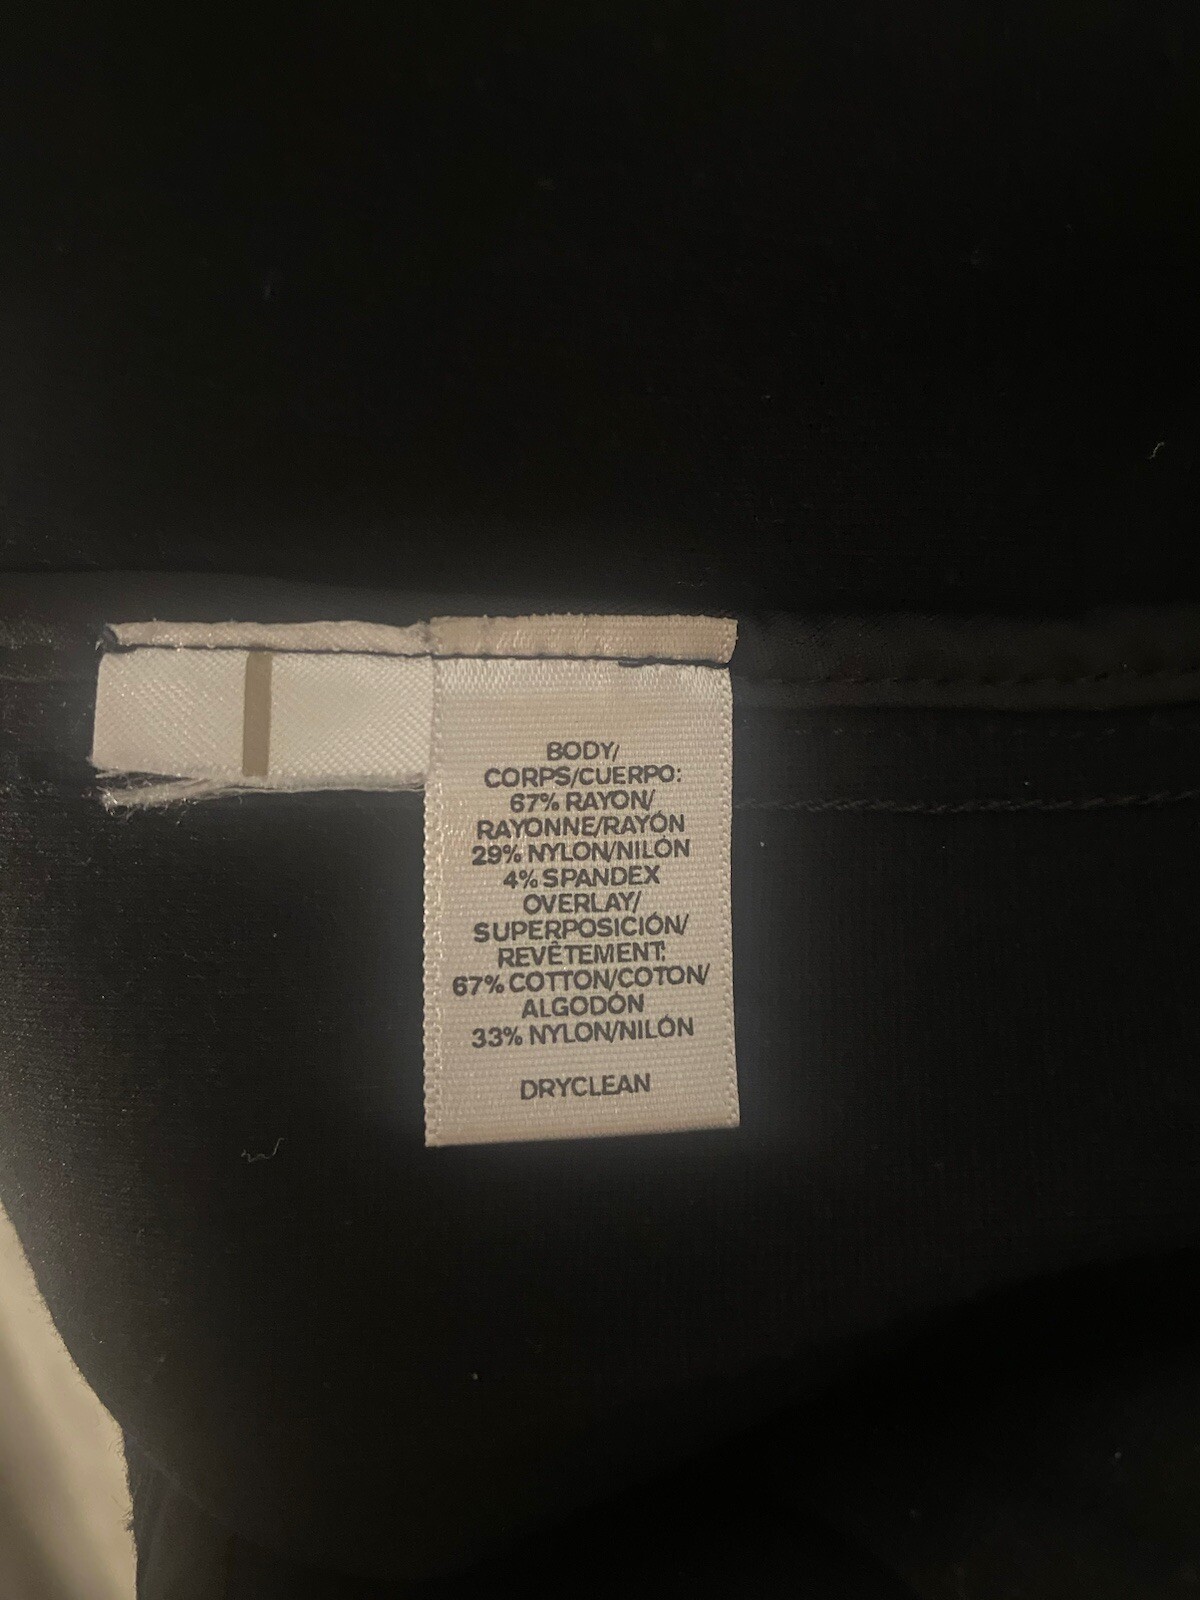 BODY/
CORPS/CUERPO:
67% RAYON/
RAYONNE/RAYÓN
29% NYLON/NILÓN
4% SPANDEX
OVERLAY/
SUPERPOSICIÓN/
REVÊTEMENT:
67% COTTON/COTON/
ALGODÓN
33% NYLON/NILÓN
DRYCLEAN